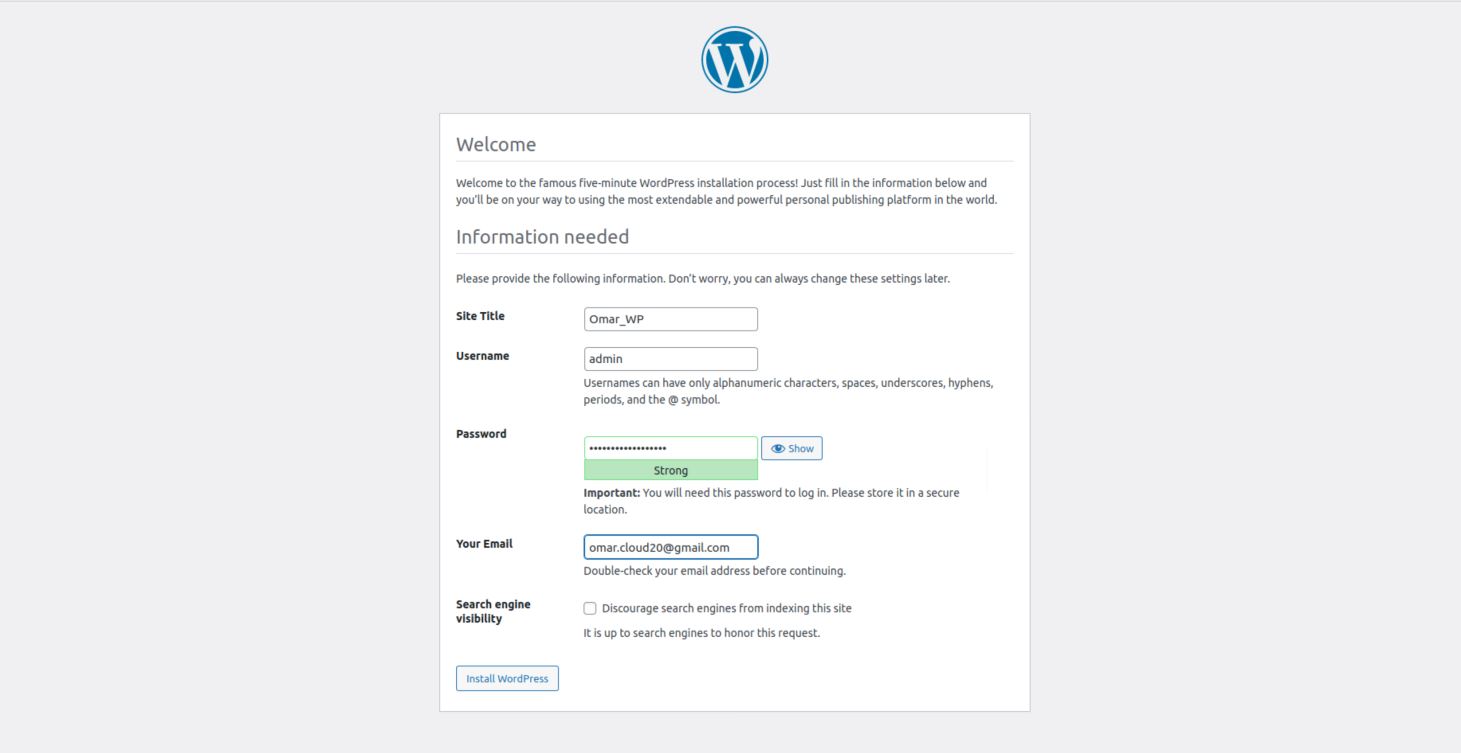 Welcome
Welcome to the famous five-minute WordPress installation process! Just fill in the information below and
you'll be on your way to using the most extendable and powerful personal publishing platform in the world.
Information needed
Please provide the following information. Don't worry, you can always change these settings later.
Site Title
Omar_WP
Username
admin
Usernames can have only alphanumeric characters, spaces, underscores, hyphens,
periods, and the @ symbol.
Password
••••••••••••••••••
Show
Strong
Important: You will need this password to log in. Please store it in a secure
location.
Your Email
omar.cloud20@gmail.com
Double-check your email address before continuing.
Search engine
visibility
Discourage search engines from indexing this site
It is up to search engines to honor this request.
Install WordPress